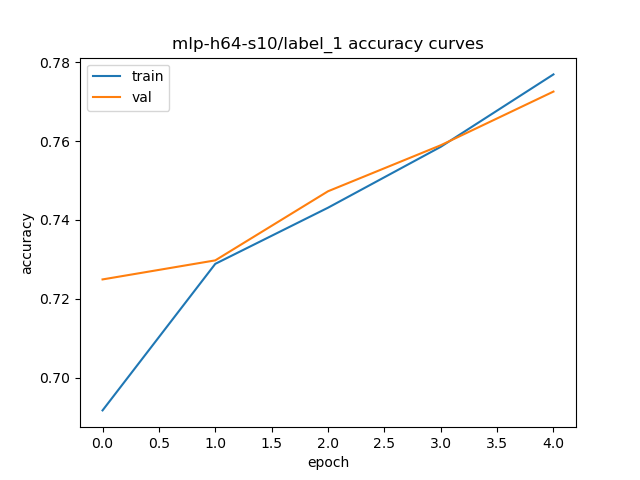 mlp-h64-s10/label_1 accuracy curves
train
val
0.78
0.76
0.74
0.72
0.70
accuracy
0.0 0.5 1.0 1.5 2.0 2.5 3.0 3.5 4.0
epoch